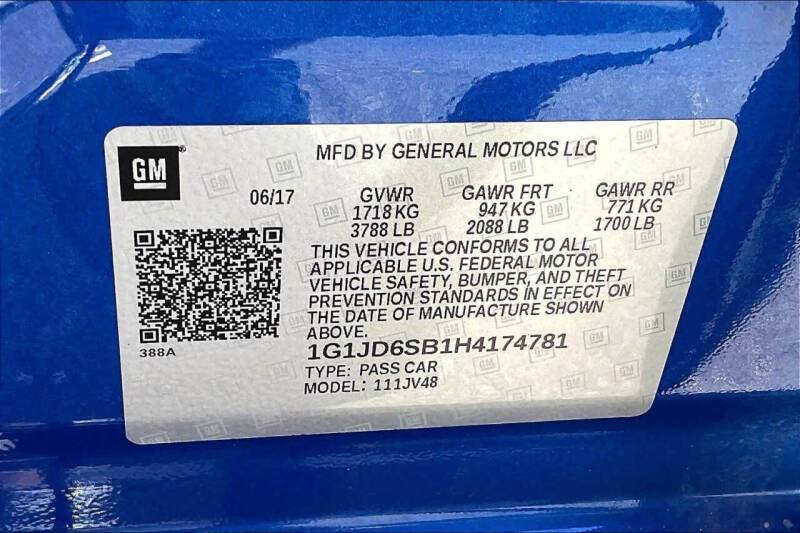 GM
MFD BY GENERAL MOTORS LLC
06/17
GVWR GAWR FRT GAWR RR
1718 KG 947 KG 771 KG
3788 LB 2088 LB 1700 LB
THIS VEHICLE CONFORMS TO ALL
APPLICABLE U.S. FEDERAL MOTOR
VEHICLE SAFETY, BUMPER, AND THEFT
PREVENTION STANDARDS IN EFFECT ON
THE DATE OF MANUFACTURE SHOWN
ABOVE.
388A
1G1JD6SB1H4174781
TYPE: PASS CAR
MODEL: 111JV48